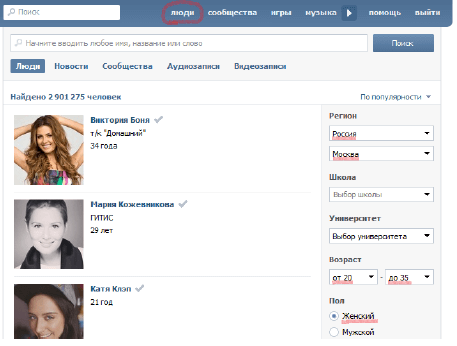 Поиск люди сообщества игры музыка помощь выйти
Начните вводить любое имя, название или слово Поиск
Люди Новости Сообщества Аудиозаписи Видеозаписи
Найдено 2 901 275 человек По популярности
Виктория Боня
т/к "Домашний"
34 года
Мария Кожевникова
ГИТИС
29 лет
Катя Клэп
21 год
Регион
Россия
Москва
Школа
Выбор школы
Университет
Выбор университета
Возраст
от 20 - до 35
Пол
Женский
Мужской